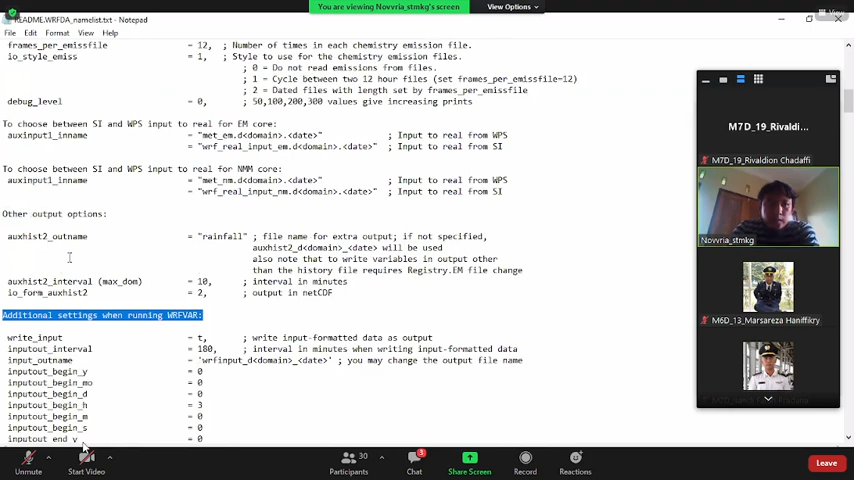 README.WRFDA_namelist.txt - Notepad
You are viewing Novvria_stmkg's screen
View Options
View
File Edit Format View Help
frames_per_emissfile = 12, ; Number of times in each chemistry emission file.
io_style_emiss = 1, ; Style to use for the chemistry emission files.
; 0 = Do not read emissions from files.
; 1 = Cycle between two 12 hour files (set frames_per_emissfile=12)
; 2 = Dated files with length set by frames_per_emissfile
debug_level = 0, ; 50,100,200,300 values give increasing prints
To choose between SI and WPS input to real for EM core:
auxinput1_inname = "met_em.d<domain>.<date>" ; Input to real from WPS
= "wrf_real_input_em.d<domain>.<date>" ; Input to real from SI
To choose between SI and WPS input to real for NMM core:
auxinput1_inname = "met_nm.d<domain>.<date>" ; Input to real from WPS
= "wrf_real_input_nm.d<domain>.<date>" ; Input to real from SI
Other output options:
auxhist2_outname = "rainfall" ; file name for extra output; if not specified,
auxhist2_d<domain>_<date> will be used
also note that to write variables in output other
than the history file requires Registry.EM file change
auxhist2_interval (max_dom) = 10, ; interval in minutes
io_form_auxhist2 = 2, ; output in netCDF
Additional settings when running WRFVAR:
write_input = t, ; write input-formatted data as output
inputout_interval = 180, ; interval in minutes when writing input-formatted data
input_outname = 'wrfinput_d<domain>_<date>' ; you may change the output file name
inputout_begin_y = 0
inputout_begin_mo = 0
inputout_begin_d = 0
inputout_begin_h = 3
inputout_begin_m = 0
inputout_begin_s = 0
inputout_end_y = 0
M7D_19_Rivaldi...
M7D_19_Rivaldion Chadaffi
Novvria_stmkg
M6D_13_Marsareza Haniffikry
Unmute
Start Video
30
Participants
3
Chat
Share Screen
Record
Reactions
Leave